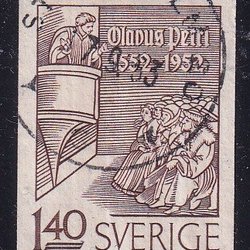 Olavus Petri
1552-1952
1.40 SVERIGE